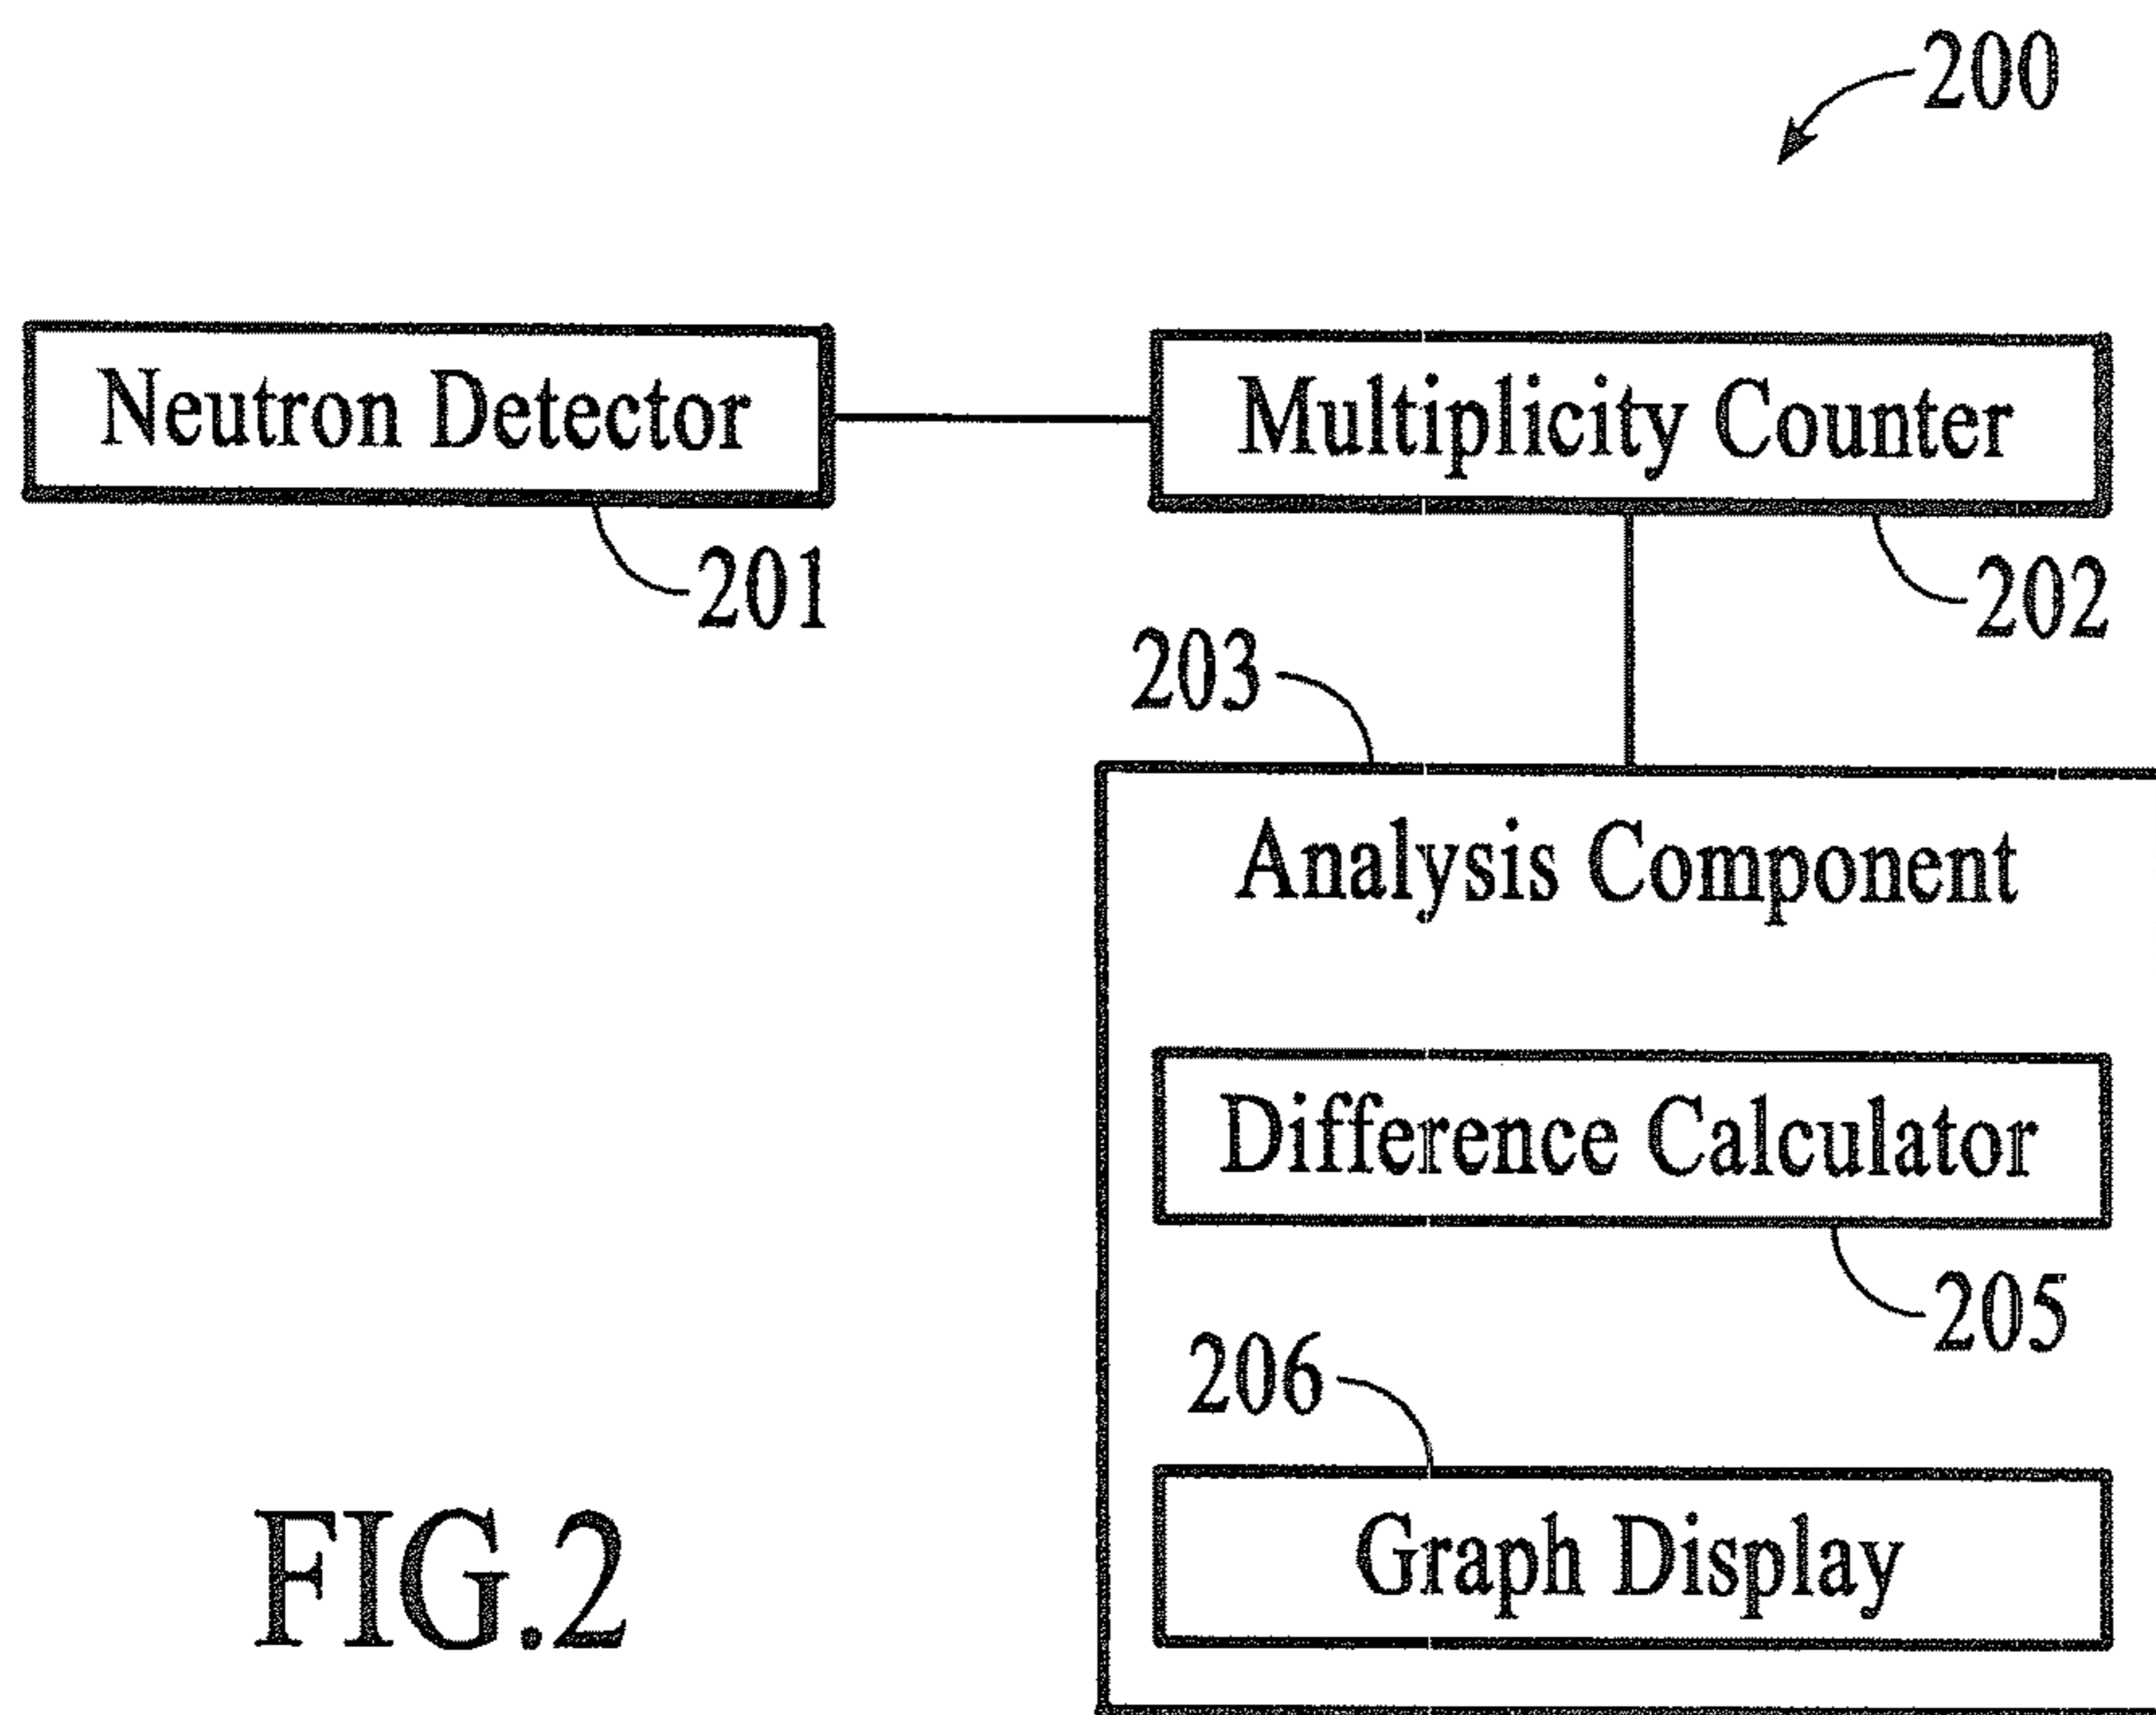 200
Neutron Detector
Multiplicity Counter
201
202
203
Analysis Component
Difference Calculator
205
206
Graph Display
FIG.2